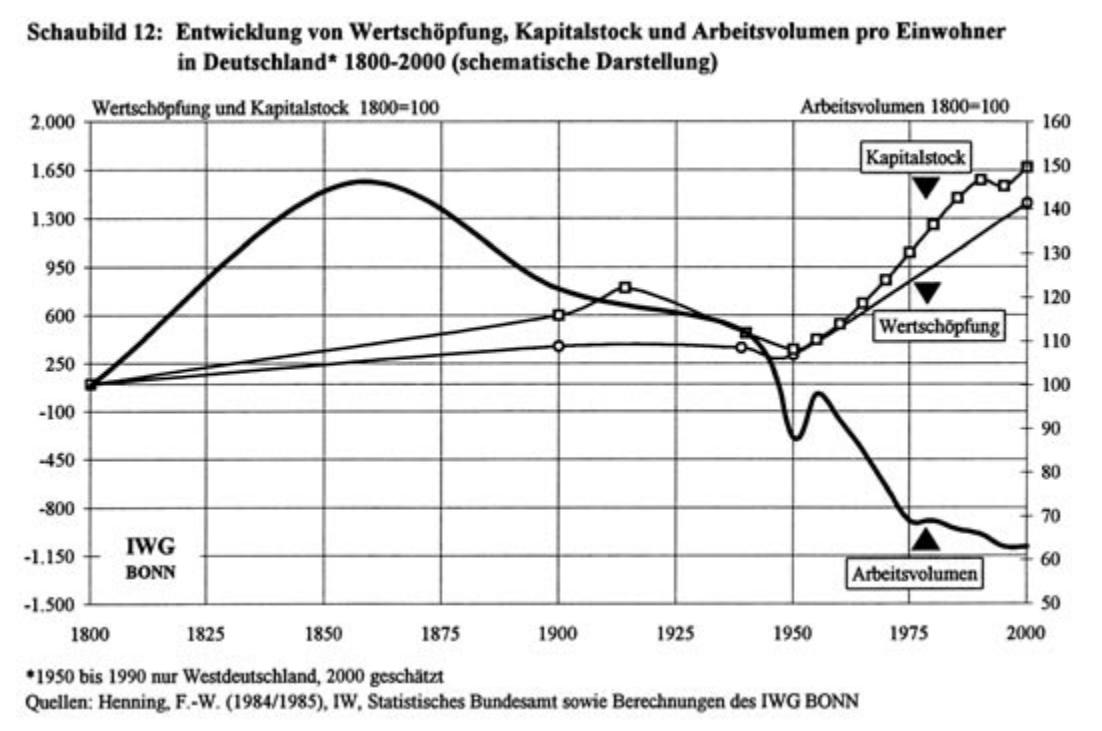 Schaubild 12: Entwicklung von Wertschöpfung, Kapitalstock und Arbeitsvolumen pro Einwohner
in Deutschland* 1800-2000 (schematische Darstellung)
Wertschöpfung und Kapitalstock 1800=100
Arbeitsvolumen 1800=100
2.000
160
1.650
150
Kapitalstock
1.300
140
950
130
600
120
Wertschöpfung
250
110
100
-100
90
-450
80
-800
70
IWG
BONN
-1.150
60
Arbeitsvolumen
-1.500
50
1800 1825 1850 1875 1900 1925 1950 1975 2000
*1950 bis 1990 nur Westdeutschland, 2000 geschätzt
Quellen: Henning, F.-W. (1984/1985), IW, Statistisches Bundesamt sowie Berechnungen des IWG BONN